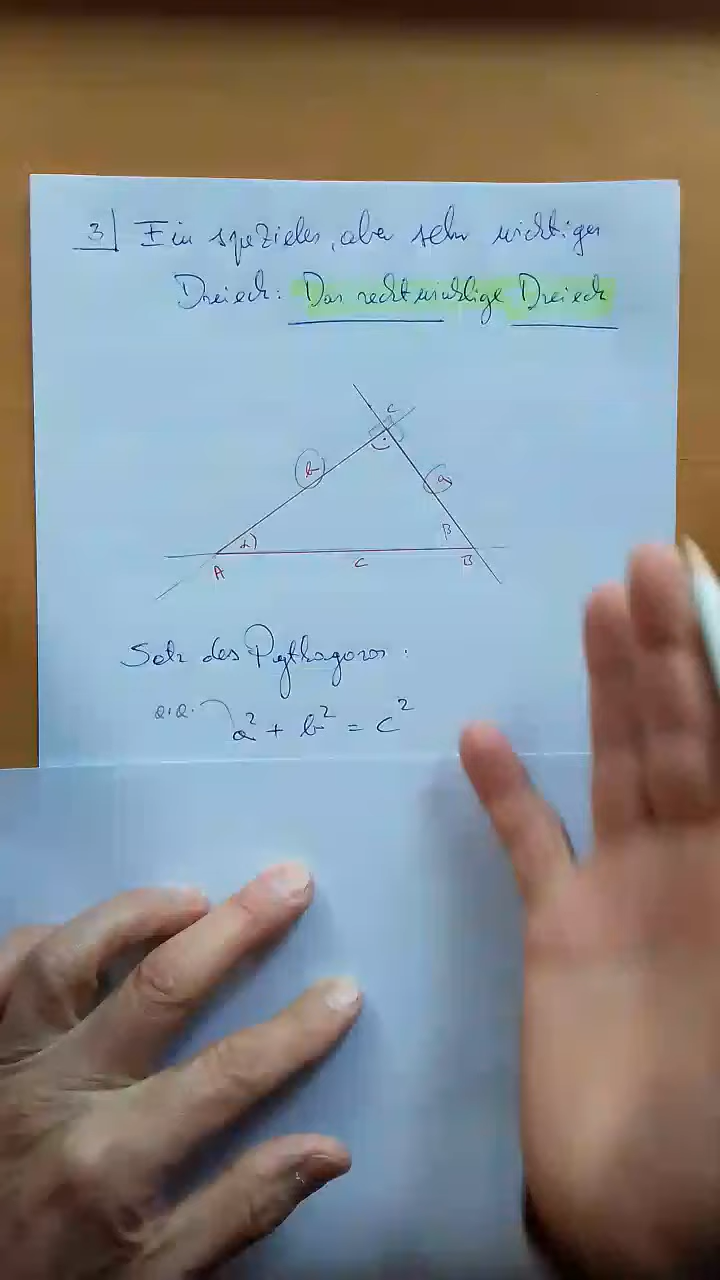 3| Ein spezielles, aber sehr wichtiges
Dreieck: Das rechtwinklige Dreieck
C
b
a
α
β
A
c
B
Satz des Pythagoras:
a² + b² = c²